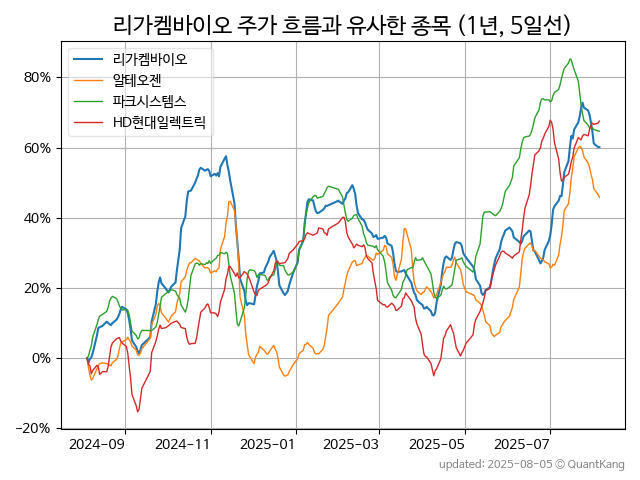 리가켐바이오 주가 흐름과 유사한 종목 (1년, 5일선)
리가켐바이오
알테오젠
파크시스템스
HD현대일렉트릭
80%
60%
40%
20%
0%
−20%
2024-09 2024-11 2025-01 2025-03 2025-05 2025-07
updated: 2025-08-05 © QuantKang